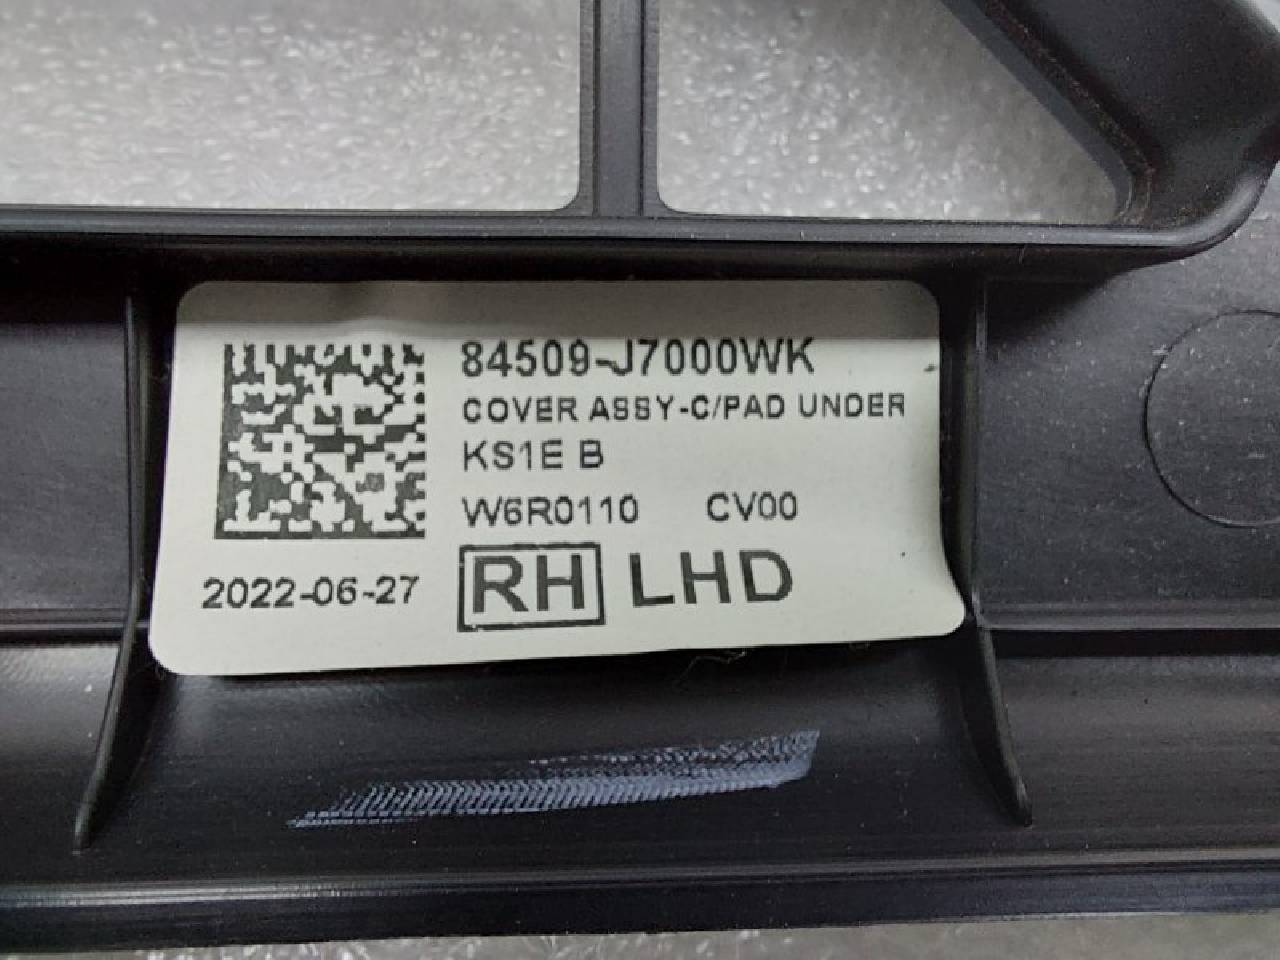 84509-J7000WK
COVER ASSY-C/PAD UNDER
KS1E B
W6R0110 CV00
2022-06-27 RH LHD